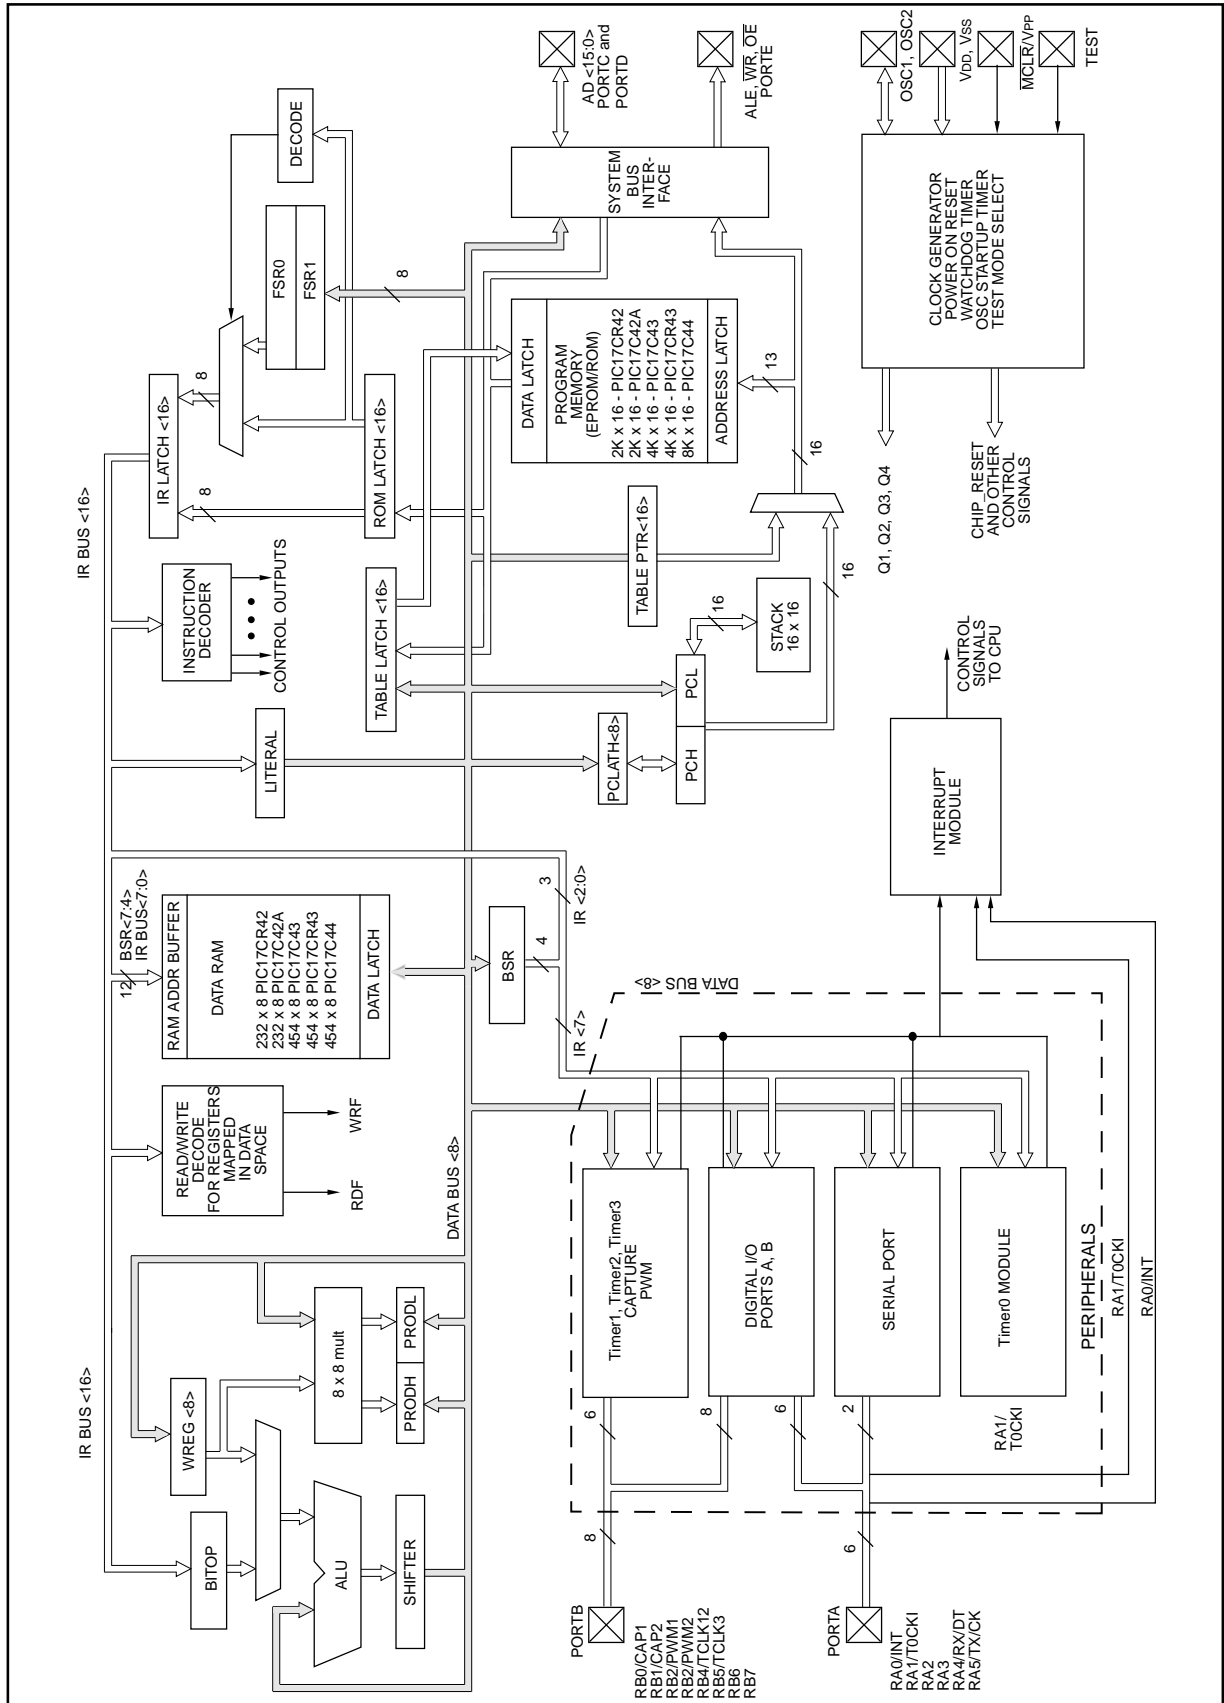 IR BUS <16>
BITOP
WREG <8>
ALU
SHIFTER
8 x 8 mult
PRODH
PRODL
READ/WRITE
DECODE
FOR REGISTERS
MAPPED
IN DATA
SPACE
RDF
WRF
DATA BUS <8>
12
BSR<7:4>
IR BUS<7:0>
RAM ADDR BUFFER
DATA RAM
232 x 8 PIC17CR42
232 x 8 PIC17C42A
454 x 8 PIC17C43
454 x 8 PIC17CR43
454 x 8 PIC17C44
DATA LATCH
BSR
4
3
IR <2:0>
IR <7>
LITERAL
INSTRUCTION
DECODER
CONTROL OUTPUTS
IR BUS <16>
IR LATCH <16>
8
8
ROM LATCH <16>
TABLE LATCH <16>
FSR0
FSR1
8
DECODE
DATA LATCH
PROGRAM
MEMORY
(EPROM/ROM)
2K x 16 - PIC17CR42
2K x 16 - PIC17C42A
4K x 16 - PIC17C43
4K x 16 - PIC17CR43
8K x 16 - PIC17C44
ADDRESS LATCH
13
16
16
TABLE PTR<16>
STACK
16 x 16
16
PCLATH<8>
PCH
PCL
SYSTEM
BUS
INTER-
FACE
AD <15:0>
PORTC and
PORTD
ALE, WR, OE
PORTE
OSC1, OSC2
VDD, VSS
MCLR/VPP
TEST
CLOCK GENERATOR
POWER ON RESET
WATCHDOG TIMER
OSC STARTUP TIMER
TEST MODE SELECT
Q1, Q2, Q3, Q4
CHIP_RESET
AND OTHER
CONTROL
SIGNALS
CONTROL
SIGNALS
TO CPU
INTERRUPT
MODULE
DATA BUS <8>
Timer1, Timer2, Timer3
CAPTURE
PWM
DIGITAL I/O
PORTS A, B
SERIAL PORT
Timer0 MODULE
PERIPHERALS
RA1/T0CKI
RA0/INT
RA1/
T0CKI
6
8
6
2
8
6
PORTB
RB0/CAP1
RB1/CAP2
RB2/PWM1
RB2/PWM2
RB4/TCLK12
RB5/TCLK3
RB6
RB7
PORTA
RA0/INT
RA1/T0CKI
RA2
RA3
RA4/RX/DT
RA5/TX/CK